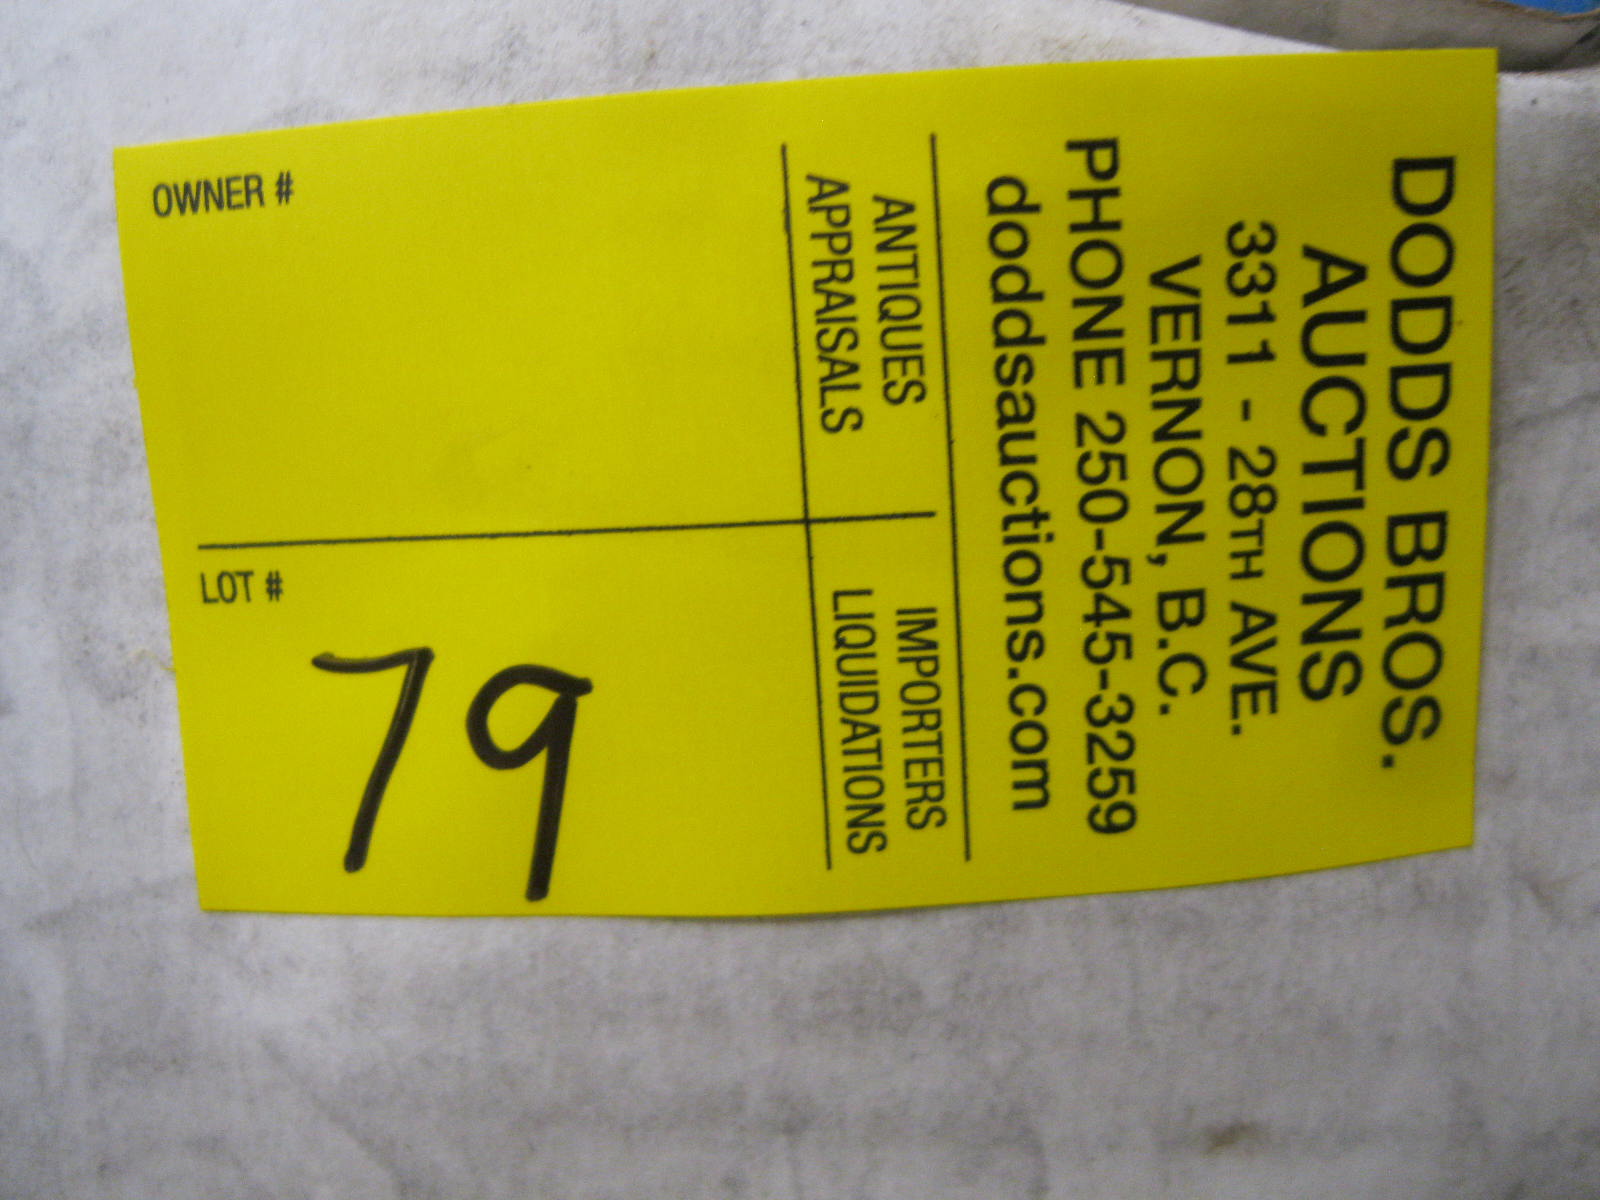 DODDS BROS.
AUCTIONS
3311 - 28TH AVE.
VERNON, B.C.
PHONE 250-545-3259
doddsauctions.com
ANTIQUES
APPRAISALS
IMPORTERS
LIQUIDATIONS
OWNER #
LOT #
79